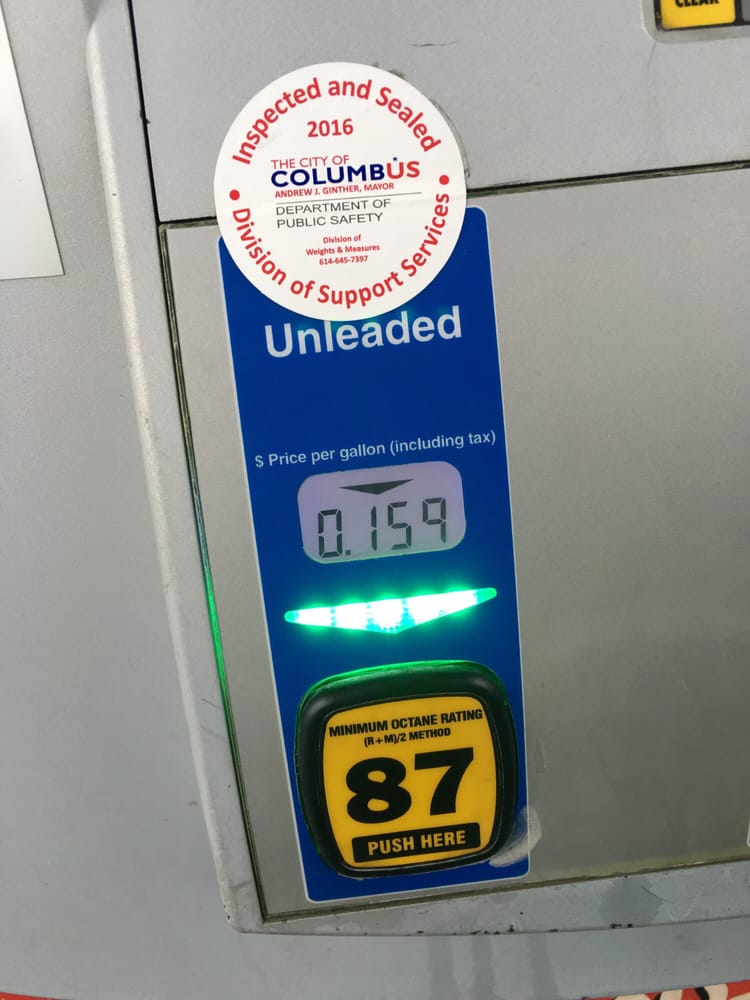 CLEAR
Inspected and Sealed
2016
THE CITY OF
COLUMBUS
ANDREW J. GINTHER, MAYOR
DEPARTMENT OF
PUBLIC SAFETY
Division of
Weights & Measures
614-645-7397
Division of Support Services
Unleaded
$ Price per gallon (including tax)
0.159
MINIMUM OCTANE RATING
(R+M)/2 METHOD
87
PUSH HERE